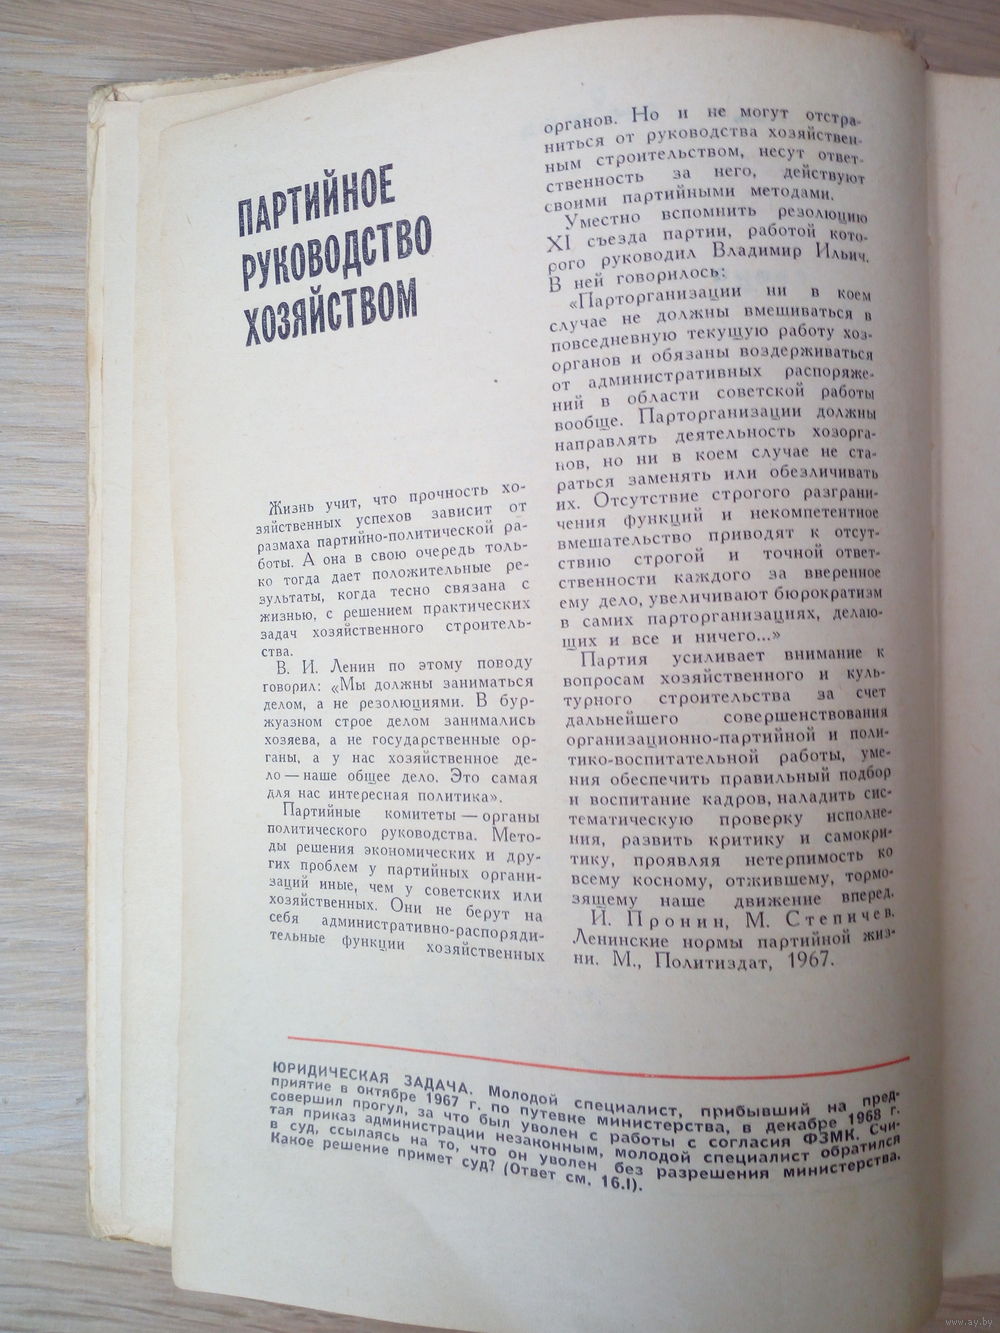 ПАРТИЙНОЕ
РУКОВОДСТВО
ХОЗЯЙСТВОМ
Жизнь учит, что прочность хо-
зяйственных успехов зависит от
размаха партийно-политической ра-
боты. А она в свою очередь толь-
ко тогда дает положительные ре-
зультаты, когда тесно связана с
жизнью, с решением практических
задач хозяйственного строитель-
ства.
В. И. Ленин по этому поводу
говорил: «Мы должны заниматься
делом, а не резолюциями. В бур-
жуазном строе делом занимались
хозяева, а не государственные ор-
ганы, а у нас хозяйственное де-
ло — наше общее дело. Это самая
для нас интересная политика».
Партийные комитеты — органы
политического руководства. Мето-
ды решения экономических и дру-
гих проблем у партийных органи-
заций иные, чем у советских или
хозяйственных. Они не берут на
себя административно-распоряди-
тельные функции хозяйственных
органов. Но и не могут отстра-
ниться от руководства хозяйствен-
ным строительством, несут ответ-
ственность за него, действуют
своими партийными методами.
Уместно вспомнить резолюцию
XI съезда партии, работой кото-
рого руководил Владимир Ильич.
В ней говорилось:
«Парторганизации ни в коем
случае не должны вмешиваться в
повседневную текущую работу хоз-
органов и обязаны воздерживаться
от административных распоряже-
ний в области советской работы
вообще. Парторганизации должны
направлять деятельность хозорга-
нов, но ни в коем случае не ста-
раться заменять или обезличивать
их. Отсутствие строгого разграни-
чения функций и некомпетентное
вмешательство приводят к отсут-
ствию строгой и точной ответ-
ственности каждого за вверенное
ему дело, увеличивают бюрократизм
в самих парторганизациях, делаю-
щих и все и ничего...»
Партия усиливает внимание к
вопросам хозяйственного и куль-
турного строительства за счет
дальнейшего совершенствования
организационно-партийной и поли-
тико-воспитательной работы, уме-
ния обеспечить правильный подбор
и воспитание кадров, наладить сис-
тематическую проверку исполне-
ния, развить критику и самокри-
тику, проявляя нетерпимость ко
всему косному, отжившему, тормо-
зящему наше движение вперед.
И. Пронин, М. Степичев.
Ленинские нормы партийной жиз-
ни. М., Политиздат, 1967.
ЮРИДИЧЕСКАЯ ЗАДАЧА. Молодой специалист, прибывший на пред-
приятие в октябре 1967 г. по путевке министерства, в декабре 1968 г.
совершил прогул, за что был уволен с работы с согласия ФЗМК. Счи-
тая приказ администрации незаконным, молодой специалист обратился
в суд, ссылаясь на то, что он уволен без разрешения министерства.
Какое решение примет суд? (Ответ см. 16.I).
www.ay.by